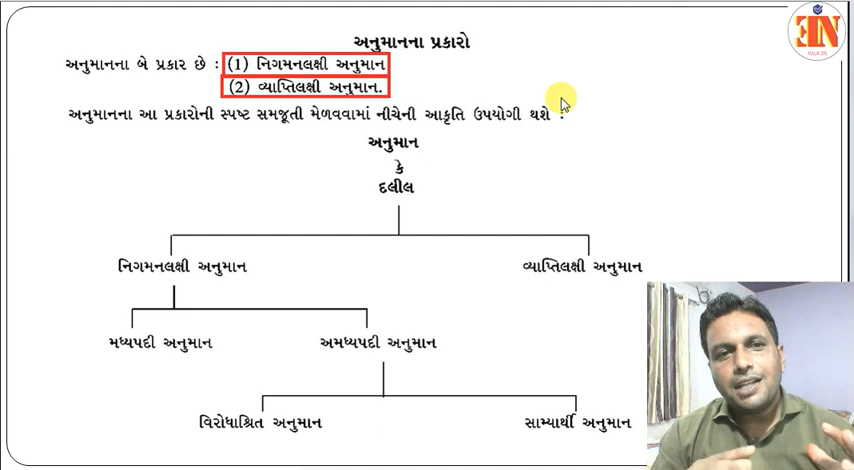 અનુમાનના પ્રકારો
અનુમાનના બે પ્રકાર છે : (1) નિગમનલક્ષી અનુમાન
(2) વ્યાપ્તિલક્ષી અનુમાન.
અનુમાનના આ પ્રકારોની સ્પષ્ટ સમજૂતી મેળવવામાં નીચેની આકૃતિ ઉપયોગી થશે :
અનુમાન
કે
દલીલ
નિગમનલક્ષી અનુમાન વ્યાપ્તિલક્ષી અનુમાન
મધ્યપદી અનુમાન અમધ્યપદી અનુમાન
વિરોધાશ્રિત અનુમાન સામ્યાર્થી અનુમાન
EIN